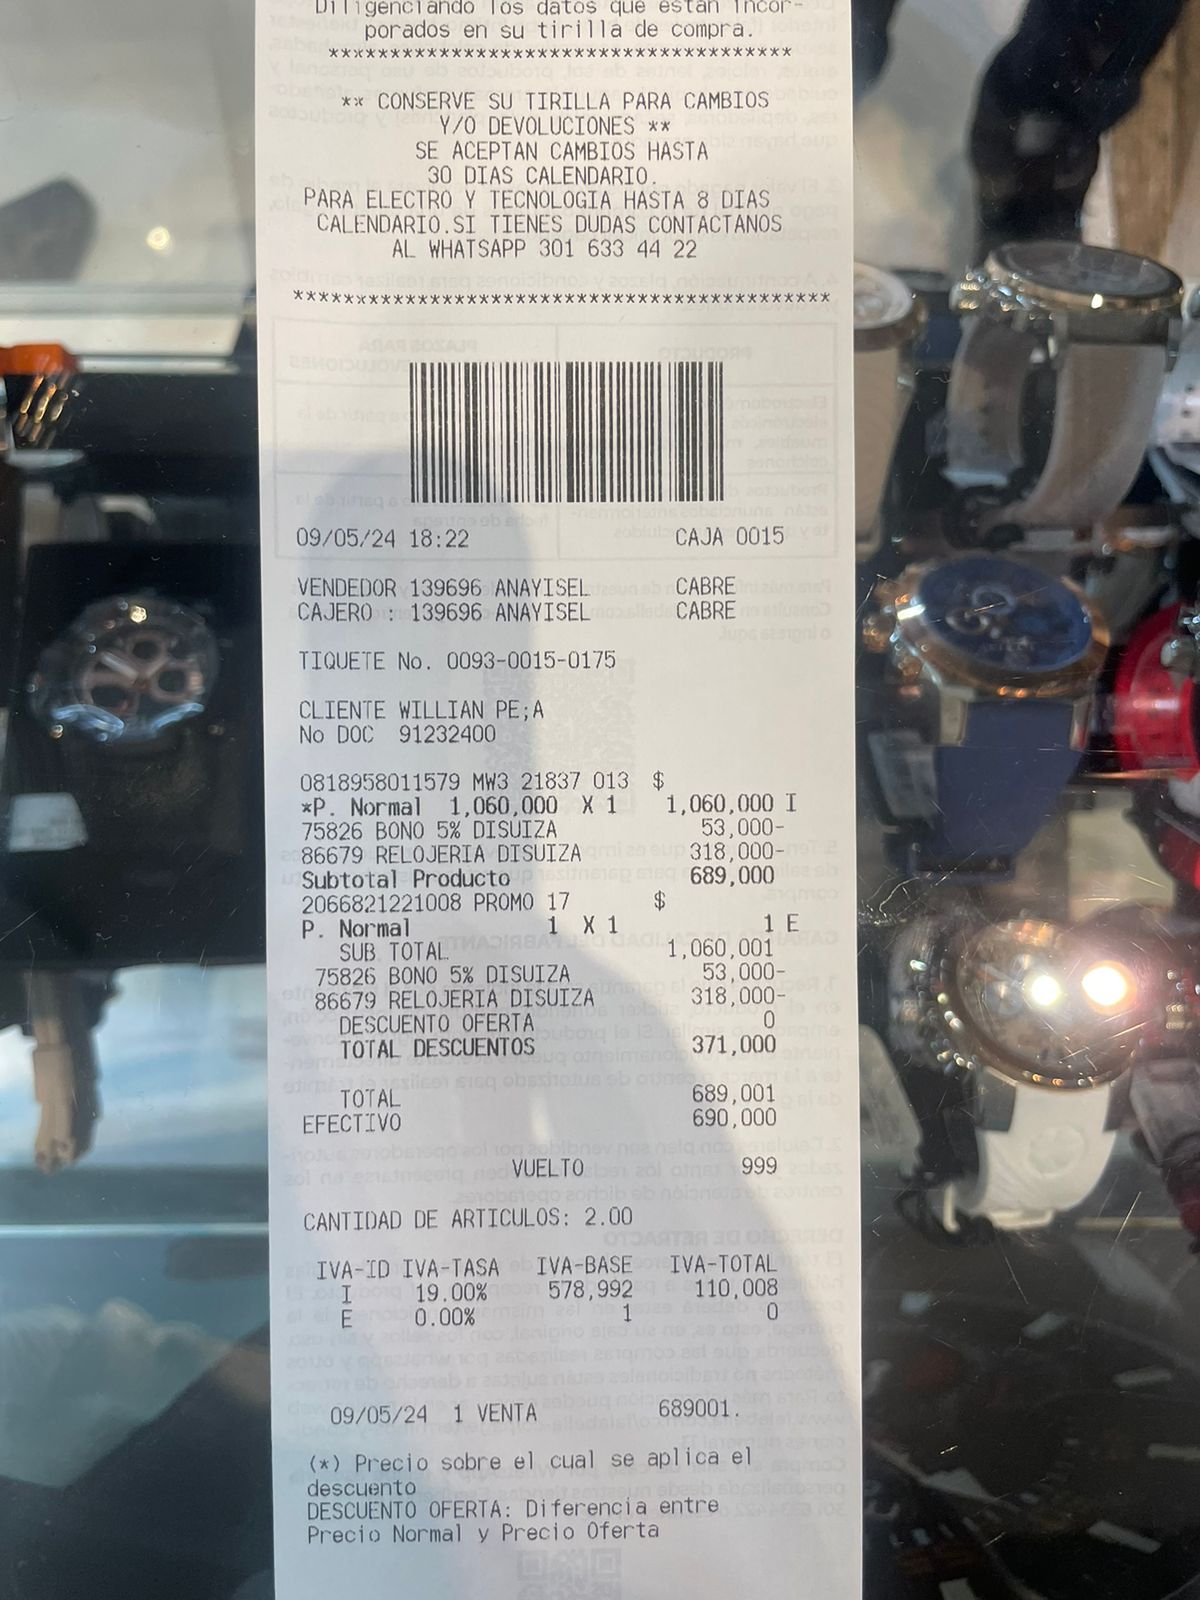 Diligenciando los datos que están incor-
porados en su tirilla de compra.
**************************************
** CONSERVE SU TIRILLA PARA CAMBIOS
Y/O DEVOLUCIONES **
SE ACEPTAN CAMBIOS HASTA
30 DIAS CALENDARIO.
PARA ELECTRO Y TECNOLOGIA HASTA 8 DIAS
CALENDARIO.SI TIENES DUDAS CONTACTANOS
AL WHATSAPP 301 633 44 22
********************************************
09/05/24 18:22 CAJA 0015
VENDEDOR 139696 ANAYISEL CABRE
CAJERO : 139696 ANAYISEL CABRE
TIQUETE No. 0093-0015-0175
CLIENTE WILLIAN PE;A
No DOC 91232400
0818958011579 MW3 21837 013 $
*P. Normal 1,060,000 X 1 1,060,000 I
75826 BONO 5% DISUIZA 53,000-
86679 RELOJERIA DISUIZA 318,000-
Subtotal Producto 689,000
2066821221008 PROMO 17 $
P. Normal 1 X 1 1 E
SUB TOTAL 1,060,001
75826 BONO 5% DISUIZA 53,000-
86679 RELOJERIA DISUIZA 318,000-
DESCUENTO OFERTA 0
TOTAL DESCUENTOS 371,000
TOTAL 689,001
EFECTIVO 690,000
VUELTO 999
CANTIDAD DE ARTICULOS: 2.00
IVA-ID IVA-TASA IVA-BASE IVA-TOTAL
I 19.00% 578,992 110,008
E 0.00% 1 0
09/05/24 1 VENTA 689001.
(*) Precio sobre el cual se aplica el
descuento
DESCUENTO OFERTA: Diferencia entre
Precio Normal y Precio Oferta